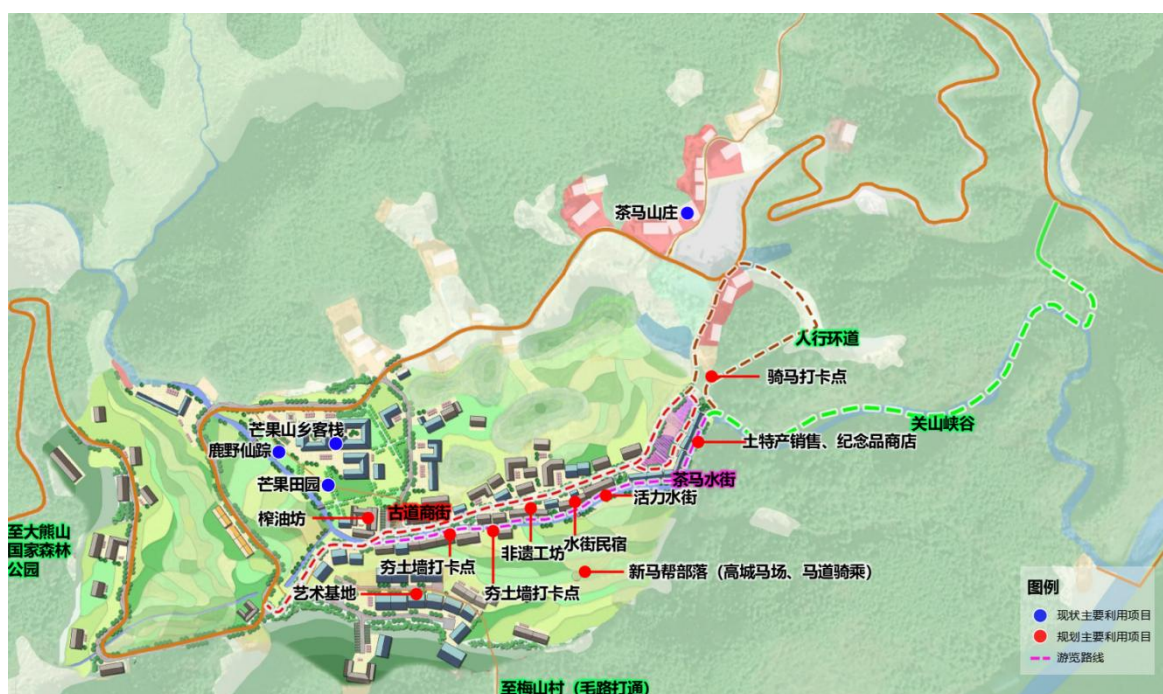 茶马山庄
人行环道
骑马打卡点
关山峡谷
芒果山乡客栈
鹿野仙踪
土特产销售、纪念品商店
茶马水街
芒果田园
活力水街
古道商街
榨油坊
至大熊山
国家森林
公园
非遗工坊
水街民宿
夯土墙打卡点
新马帮部落（高城马场、马道骑乘）
艺术基地
夯土墙打卡点
图例
现状主要利用项目
规划主要利用项目
游览路线
至梅山村（毛路打通）